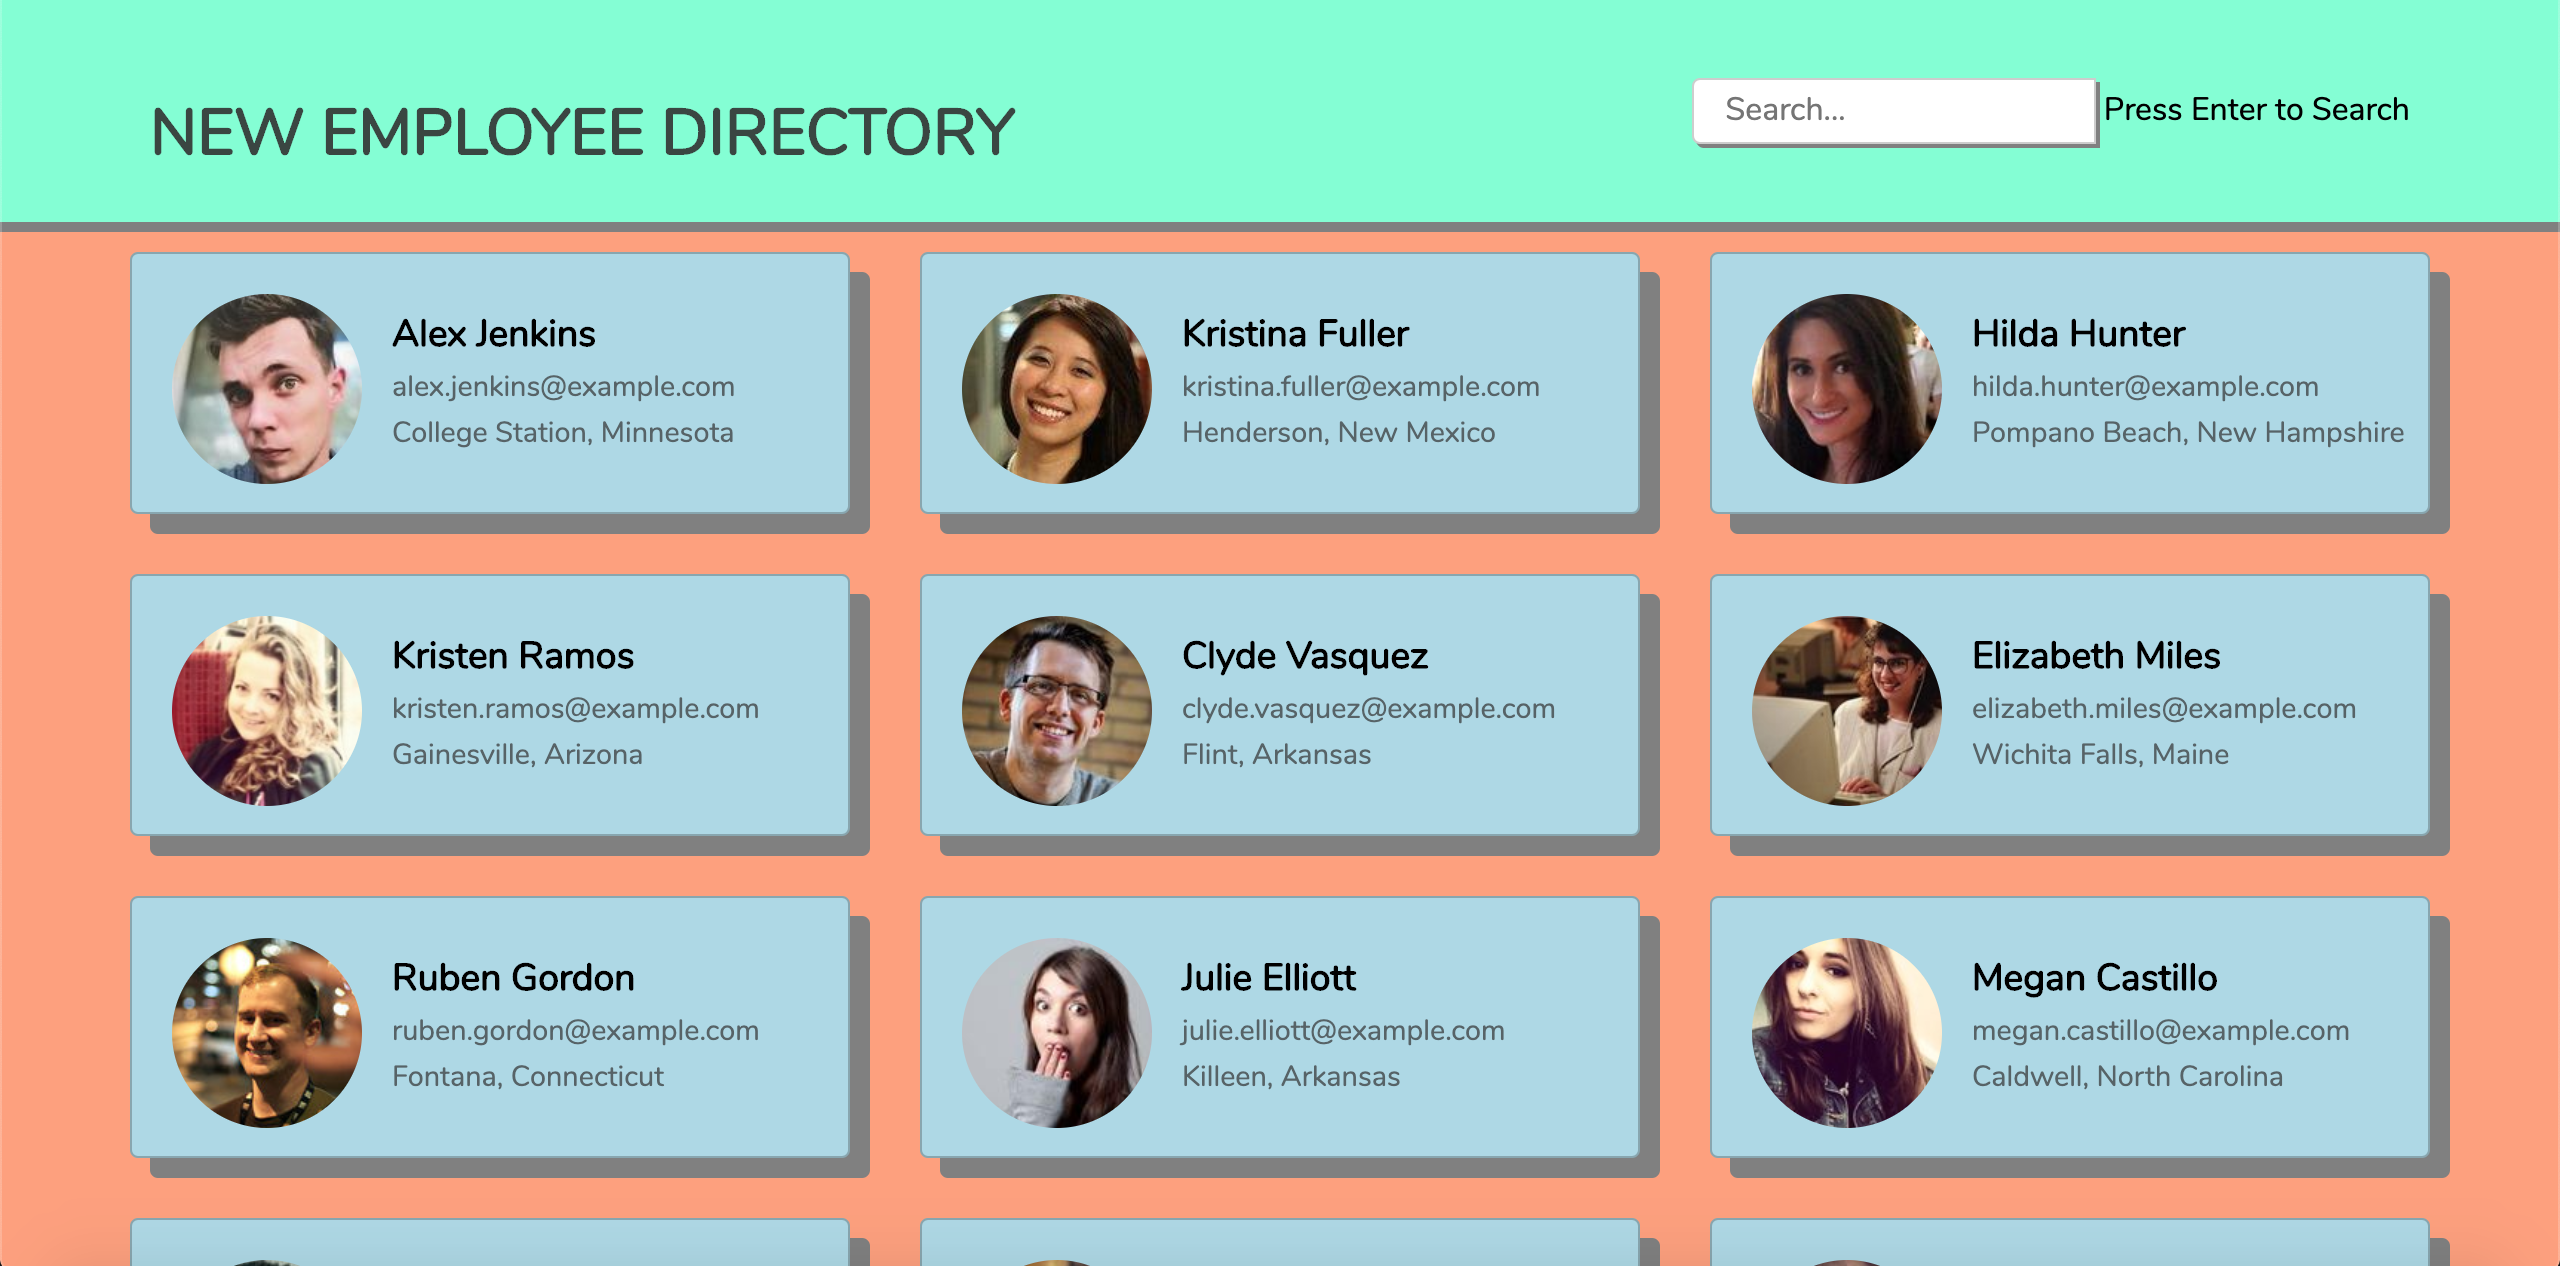 NEW EMPLOYEE DIRECTORY
Search...
Press Enter to Search
Alex Jenkins
alex.jenkins@example.com
College Station, Minnesota
Kristina Fuller
kristina.fuller@example.com
Henderson, New Mexico
Hilda Hunter
hilda.hunter@example.com
Pompano Beach, New Hampshire
Kristen Ramos
kristen.ramos@example.com
Gainesville, Arizona
Clyde Vasquez
clyde.vasquez@example.com
Flint, Arkansas
Elizabeth Miles
elizabeth.miles@example.com
Wichita Falls, Maine
Ruben Gordon
ruben.gordon@example.com
Fontana, Connecticut
Julie Elliott
julie.elliott@example.com
Killeen, Arkansas
Megan Castillo
megan.castillo@example.com
Caldwell, North Carolina